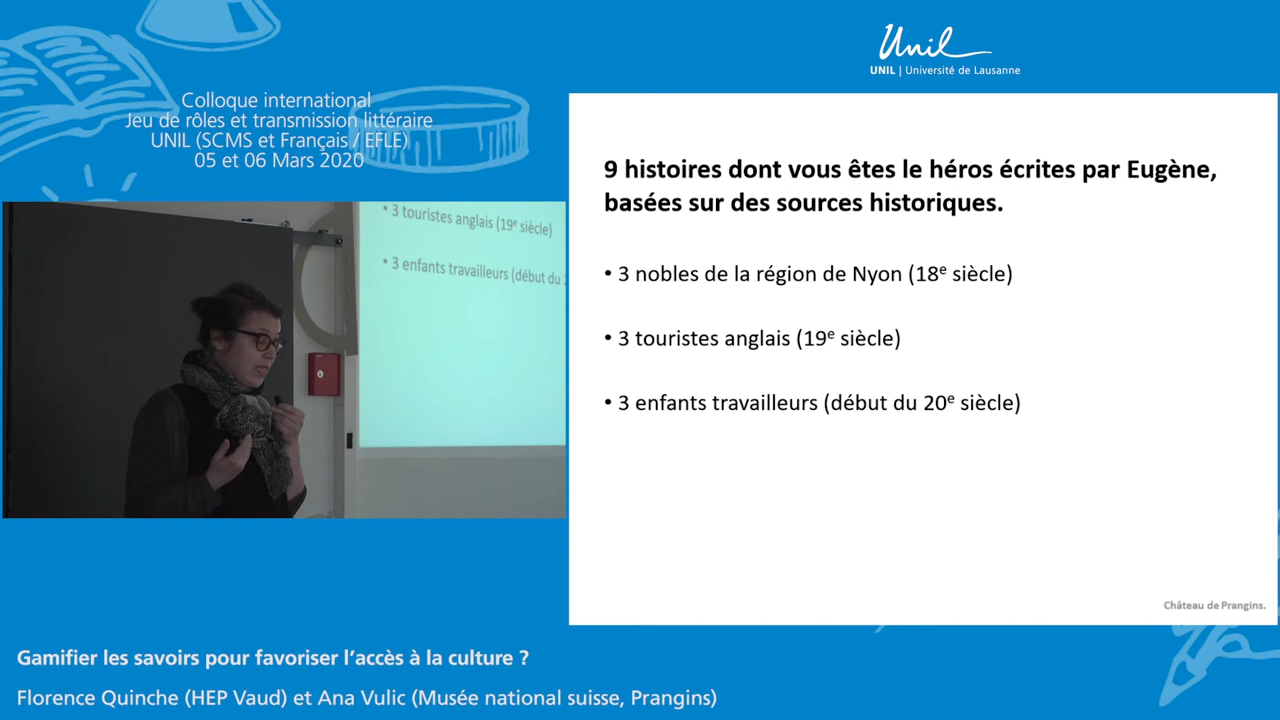 Unil
UNIL | Université de Lausanne
Colloque international
Jeu de rôles et transmission littéraire
UNIL (SCMS et Français / EFLE)
05 et 06 Mars 2020
• 3 touristes anglais (19e siècle)
• 3 enfants travailleurs (début du
9 histoires dont vous êtes le héros écrites par Eugène,
basées sur des sources historiques.
• 3 nobles de la région de Nyon (18e siècle)
• 3 touristes anglais (19e siècle)
• 3 enfants travailleurs (début du 20e siècle)
Château de Prangins.
Gamifier les savoirs pour favoriser l’accès à la culture ?
Florence Quinche (HEP Vaud) et Ana Vulic (Musée national suisse, Prangins)